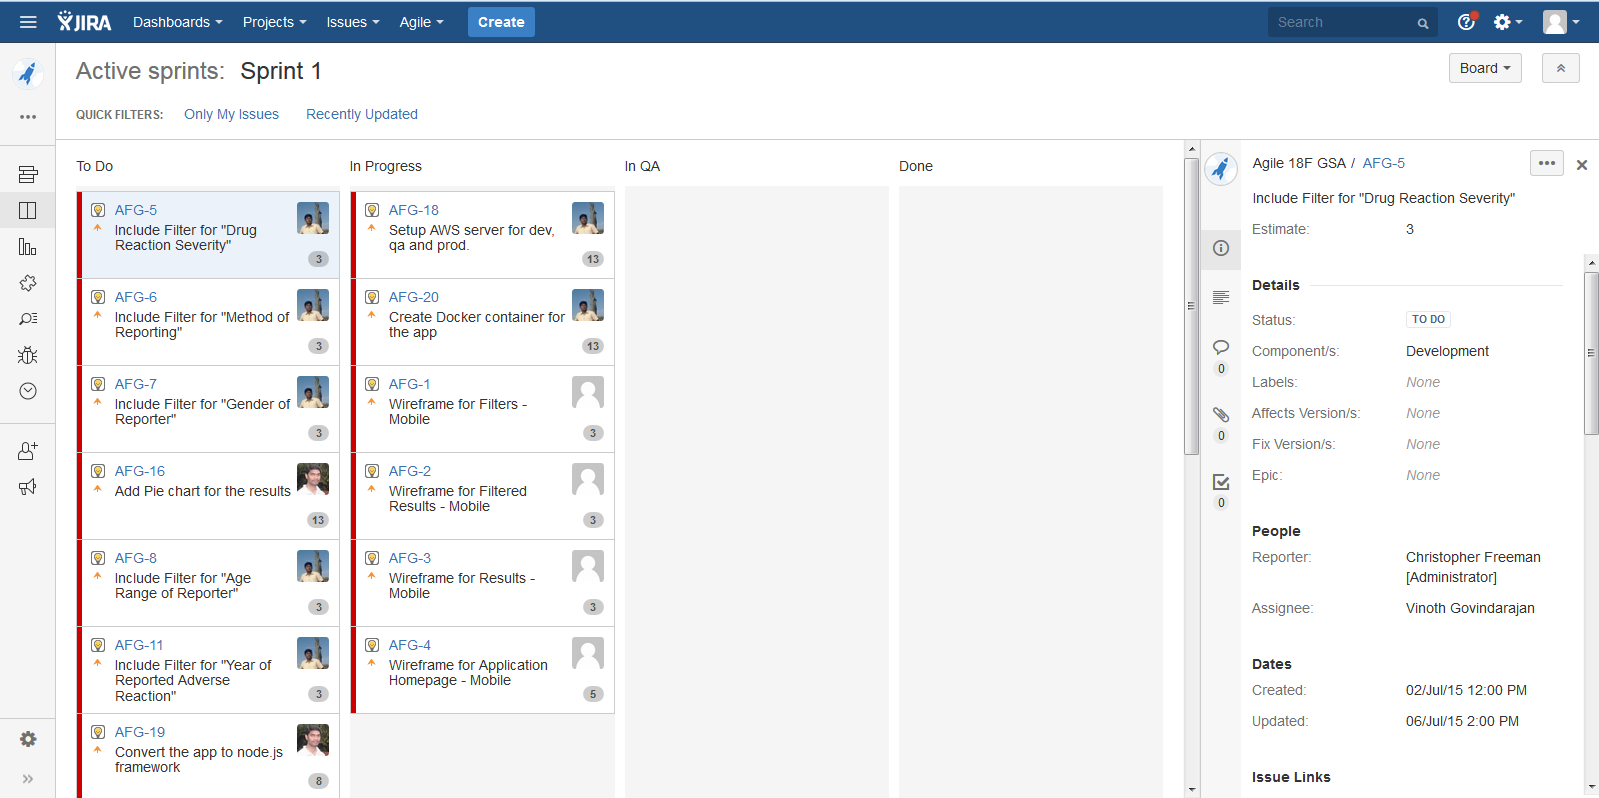 JIRA Dashboards Projects Issues Agile Create Search
Active sprints: Sprint 1
Board
QUICK FILTERS: Only My Issues Recently Updated
To Do
AFG-5
Include Filter for "Drug
Reaction Severity"
3
AFG-6
Include Filter for "Method of
Reporting"
3
AFG-7
Include Filter for "Gender of
Reporter"
3
AFG-16
Add Pie chart for the results
13
AFG-8
Include Filter for "Age
Range of Reporter"
3
AFG-11
Include Filter for "Year of
Reported Adverse
Reaction"
3
AFG-19
Convert the app to node.js
framework
8
In Progress
AFG-18
Setup AWS server for dev,
qa and prod.
13
AFG-20
Create Docker container for
the app
13
AFG-1
Wireframe for Filters -
Mobile
3
AFG-2
Wireframe for Filtered
Results - Mobile
3
AFG-3
Wireframe for Results -
Mobile
3
AFG-4
Wireframe for Application
Homepage - Mobile
5
In QA
Done
0
0
0
Agile 18F GSA / AFG-5
Include Filter for "Drug Reaction Severity"
Estimate: 3
Details
Status: TO DO
Component/s: Development
Labels: None
Affects Version/s: None
Fix Version/s: None
Epic: None
People
Reporter: Christopher Freeman
[Administrator]
Assignee: Vinoth Govindarajan
Dates
Created: 02/Jul/15 12:00 PM
Updated: 06/Jul/15 2:00 PM
Issue Links